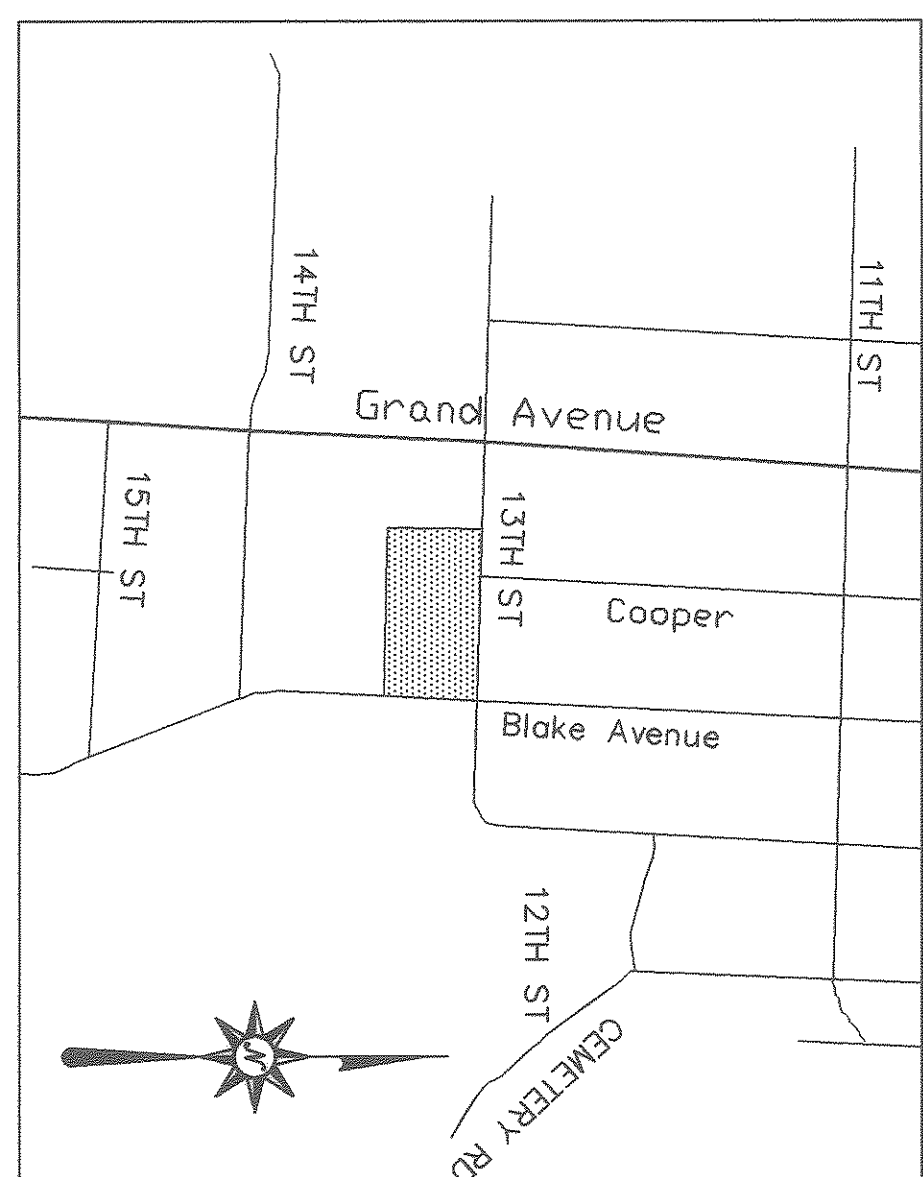 14TH ST
11TH ST
Grand Avenue
15TH ST
13TH ST
Cooper
Blake Avenue
12TH ST
CEMETERY RD
N